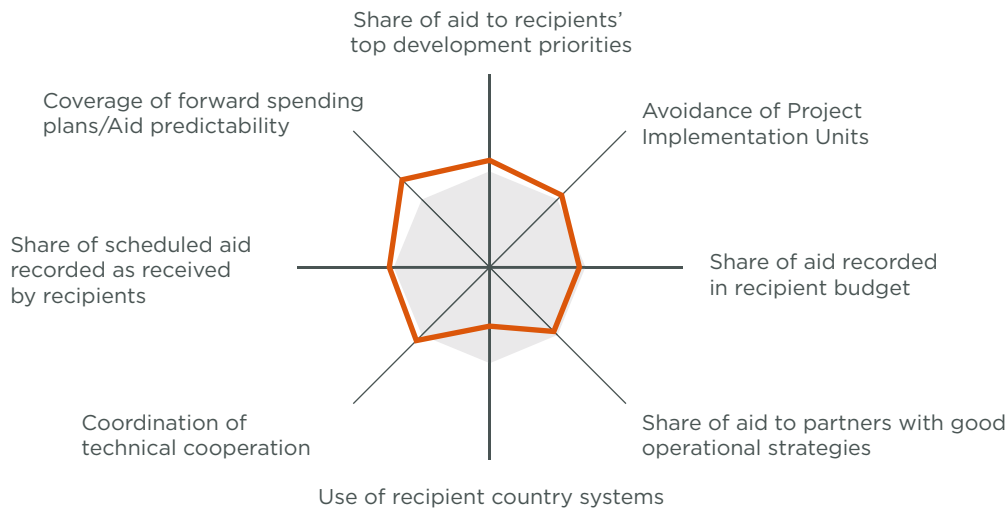 Share of aid to recipients’
top development priorities
Coverage of forward spending
plans/Aid predictability
Avoidance of Project
Implementation Units
Share of scheduled aid
recorded as received
by recipients
Share of aid recorded
in recipient budget
Coordination of
technical cooperation
Share of aid to partners with good
operational strategies
Use of recipient country systems